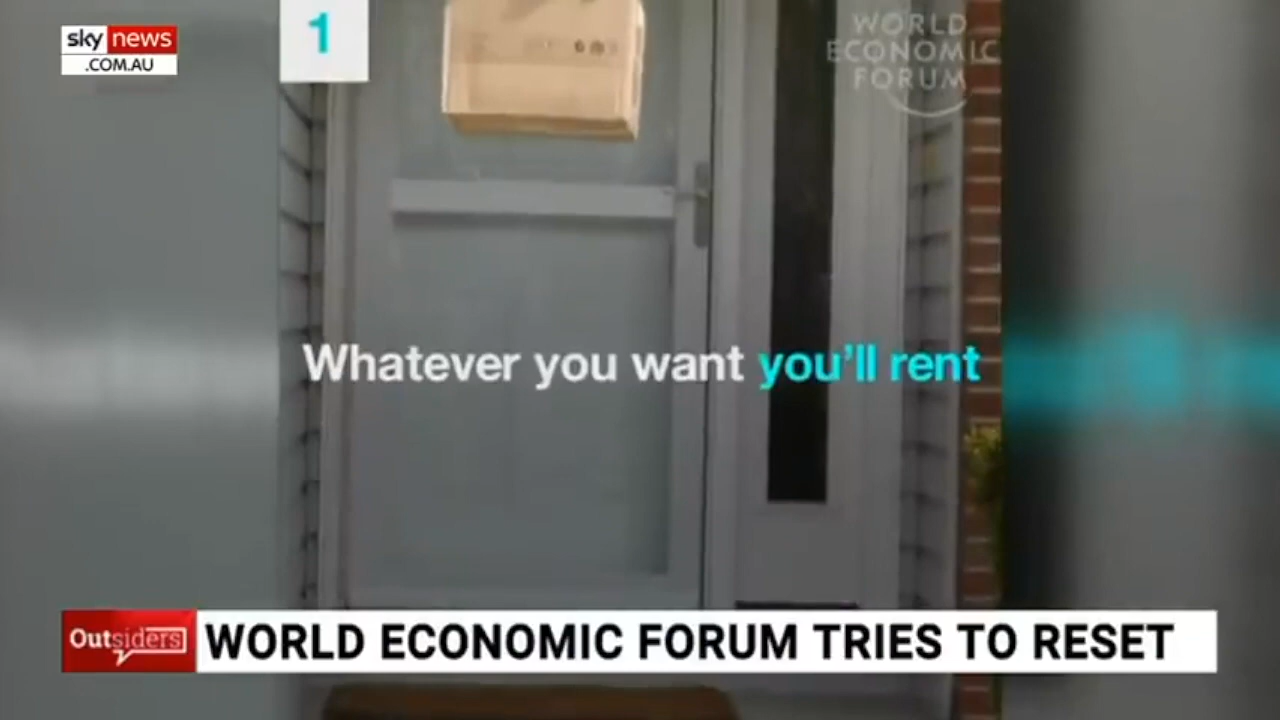 sky news
.COM.AU
1
WORLD
ECONOMIC
FORUM
Whatever you want you'll rent
Outsiders
WORLD ECONOMIC FORUM TRIES TO RESET